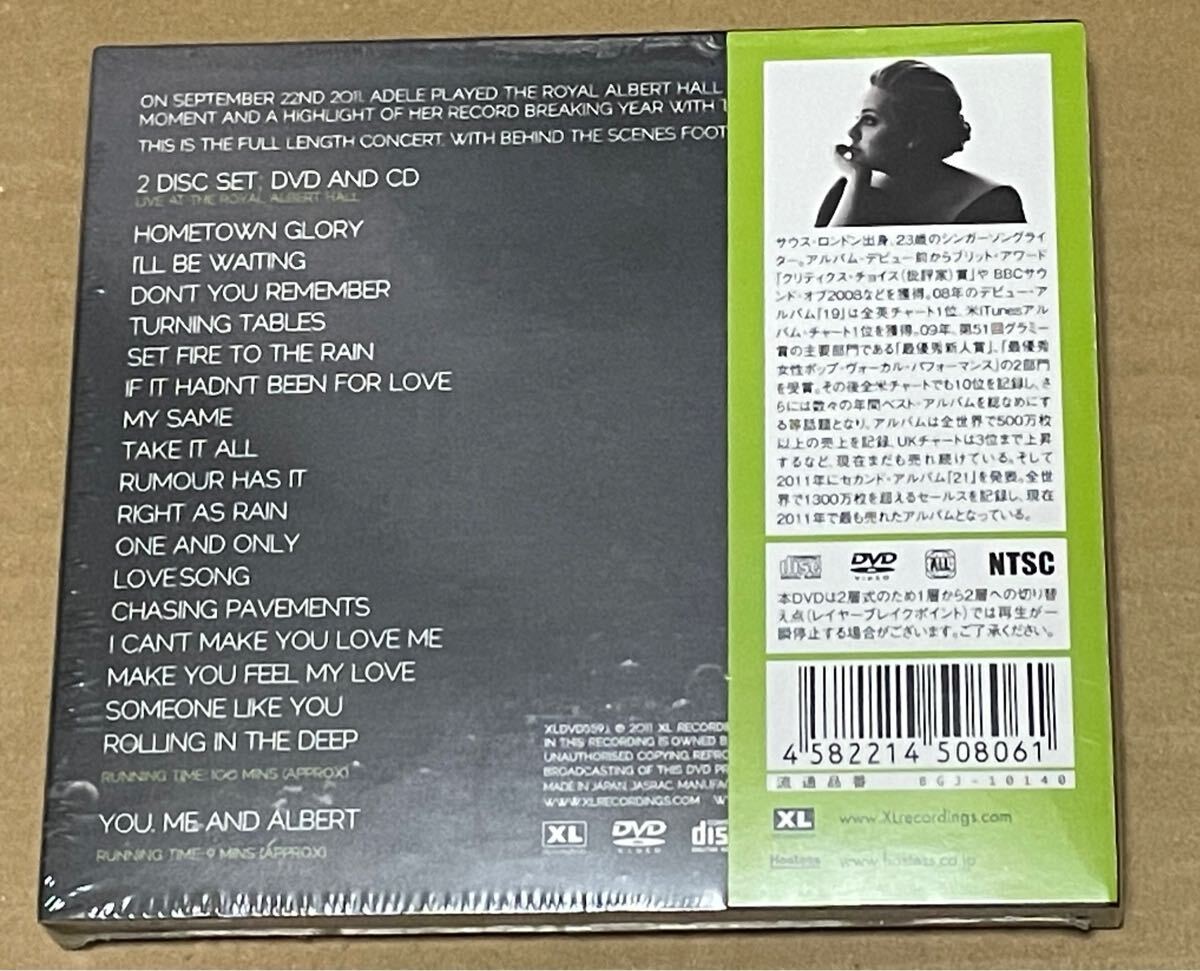 ON SEPTEMBER 22ND 2011, ADELE PLAYED THE ROYAL ALBERT HALL
MOMENT AND A HIGHLIGHT OF HER RECORD BREAKING YEAR WITH
THIS IS THE FULL LENGTH CONCERT, WITH BEHIND THE SCENES FOOT
2 DISC SET: DVD AND CD
LIVE AT THE ROYAL ALBERT HALL
HOMETOWN GLORY
I'LL BE WAITING
DON'T YOU REMEMBER
TURNING TABLES
SET FIRE TO THE RAIN
IF IT HADN'T BEEN FOR LOVE
MY SAME
TAKE IT ALL
RUMOUR HAS IT
RIGHT AS RAIN
ONE AND ONLY
LOVESONG
CHASING PAVEMENTS
I CAN'T MAKE YOU LOVE ME
MAKE YOU FEEL MY LOVE
SOMEONE LIKE YOU
ROLLING IN THE DEEP
RUNNING TIME: 100 MINS (APPROX)
YOU, ME AND ALBERT
RUNNING TIME: 9 MINS (APPROX)
XLDVD559J. ℗ 2011 XL RECORDI
IN THIS RECORDING IS OWNED B
UNAUTHORISED COPYING, REPRO
BROADCASTING OF THIS DVD PR
MADE IN JAPAN. JASRAC. MANUFAC
WWW.XLRECORDINGS.COM
XL DVD VIDEO disc
サウス・ロンドン出身、23歳のシンガーソングライ
ター。アルバム・デビュー前からブリット・アワード
「クリティクス・チョイス(批評家)賞」や BBCサウ
ンド・オブ2008などを獲得。08年のデビュー・ア
ルバム「19」は全英チャート1位、米iTunesアル
バム・チャート1位を獲得。09年、第51回グラミー
賞の主要部門である「最優秀新人賞」、「最優秀
女性ポップ・ヴォーカル・パフォーマンス」の2部門
を受賞。その後全米チャートでも10位を記録し、さ
らには数々の年間ベスト・アルバムを総なめにす
る等話題となり、アルバムは全世界で500万枚
以上の売上を記録、UKチャートは3位まで上昇
するなど、現在まだも売れ続けている。そして
2011年にセカンド・アルバム「21」を発表。全世
界で1300万枚を超えるセールスを記録し、現在
2011年で最も売れたアルバムとなっている。
disc DVD VIDEO ALL NTSC
本DVDは2層式のため1層から2層への切り替
え点(レイヤーブレイクポイント)では再生が一
瞬停止する場合がございます。ご了承ください。
4 582214 508061
流通品番 BGJ-10140
XL www.XLrecordings.com
Hostess www.hostess.co.jp